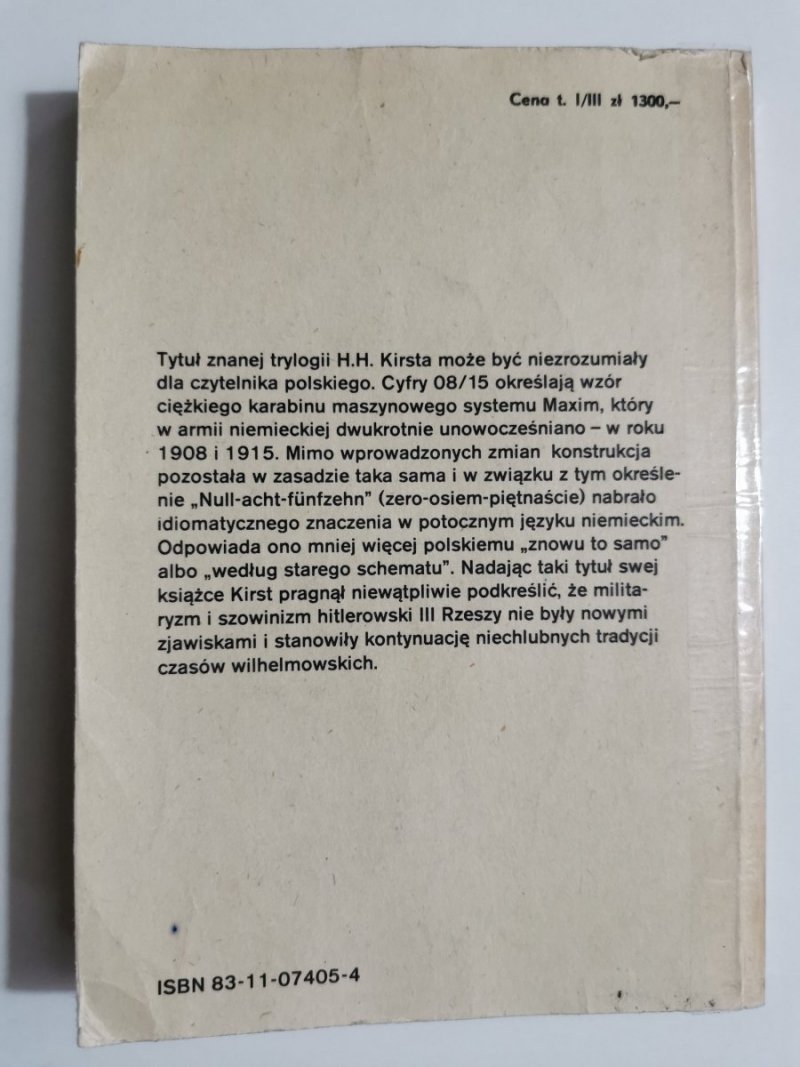 Cena t. I/III zł 1300,—
Tytuł znanej trylogii H.H. Kirsta może być niezrozumiały
dla czytelnika polskiego. Cyfry 08/15 określają wzór
ciężkiego karabinu maszynowego systemu Maxim, który
w armii niemieckiej dwukrotnie unowocześniano – w roku
1908 i 1915. Mimo wprowadzonych zmian konstrukcja
pozostała w zasadzie taka sama i w związku z tym określe-
nie „Null-acht-fünfzehn” (zero-osiem-piętnaście) nabrało
idiomatycznego znaczenia w potocznym języku niemieckim.
Odpowiada ono mniej więcej polskiemu „znowu to samo”
albo „według starego schematu”. Nadając taki tytuł swej
książce Kirst pragnął niewątpliwie podkreślić, że milita-
ryzm i szowinizm hitlerowski III Rzeszy nie były nowymi
zjawiskami i stanowiły kontynuację niechlubnych tradycji
czasów wilhelmowskich.
ISBN 83-11-07405-4